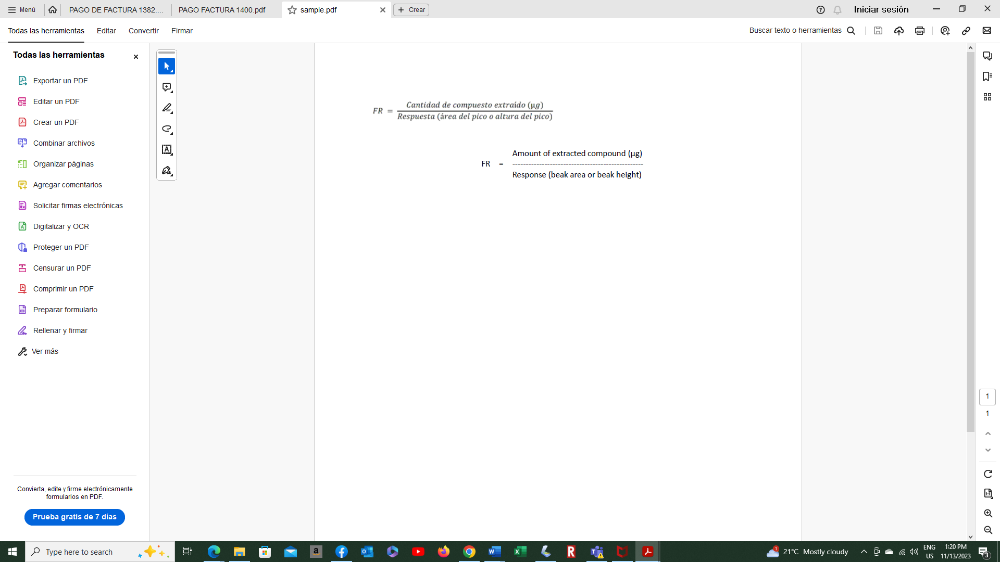 Menú
PAGO DE FACTURA 1382....
PAGO FACTURA 1400.pdf
sample.pdf
Crear
Iniciar sesión
Todas las herramientas
Editar
Convertir
Firmar
Buscar texto o herramientas
Todas las herramientas
Exportar un PDF
Editar un PDF
Crear un PDF
Combinar archivos
Organizar páginas
Agregar comentarios
Solicitar firmas electrónicas
Digitalizar y OCR
Proteger un PDF
Censurar un PDF
Comprimir un PDF
Preparar formulario
Rellenar y firmar
Ver más
Convierta, edite y firme electrónicamente
formularios en PDF.
Prueba gratis de 7 días
Cantidad de compuesto extraído (µg)
FR =
Respuesta (área del pico o altura del pico)
Amount of extracted compound (µg)
FR = --------------------------------------------------
Response (beak area or beak height)
1
1
Type here to search
1
21°C Mostly cloudy
ENG
US
1:20 PM
11/13/2023
3